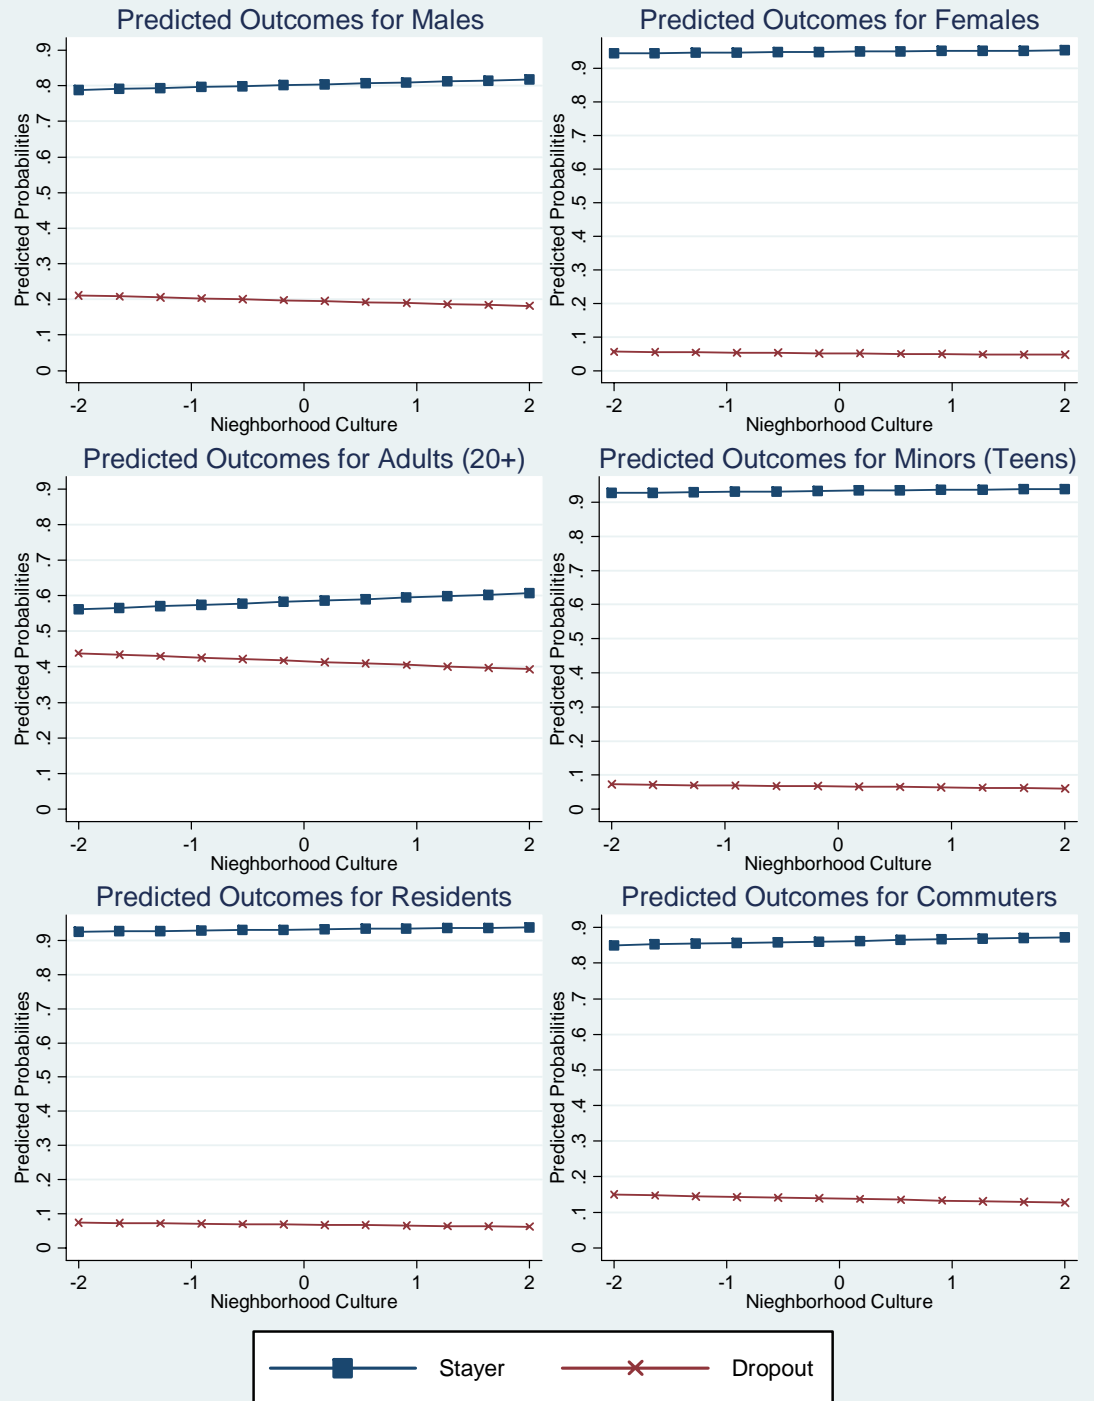 Predicted Outcomes for Males
Predicted Probabilities
.9
.8
.7
.6
.5
.4
.3
.2
.1
0
-2 -1 0 1 2
Nieghborhood Culture
Predicted Outcomes for Females
Predicted Probabilities
.9
.8
.7
.6
.5
.4
.3
.2
.1
0
-2 -1 0 1 2
Nieghborhood Culture
Predicted Outcomes for Adults (20+)
Predicted Probabilities
.9
.8
.7
.6
.5
.4
.3
.2
.1
0
-2 -1 0 1 2
Nieghborhood Culture
Predicted Outcomes for Minors (Teens)
Predicted Probabilities
.9
.8
.7
.6
.5
.4
.3
.2
.1
0
-2 -1 0 1 2
Nieghborhood Culture
Predicted Outcomes for Residents
Predicted Probabilities
.9
.8
.7
.6
.5
.4
.3
.2
.1
0
-2 -1 0 1 2
Nieghborhood Culture
Predicted Outcomes for Commuters
Predicted Probabilities
.9
.8
.7
.6
.5
.4
.3
.2
.1
0
-2 -1 0 1 2
Nieghborhood Culture
Stayer Dropout